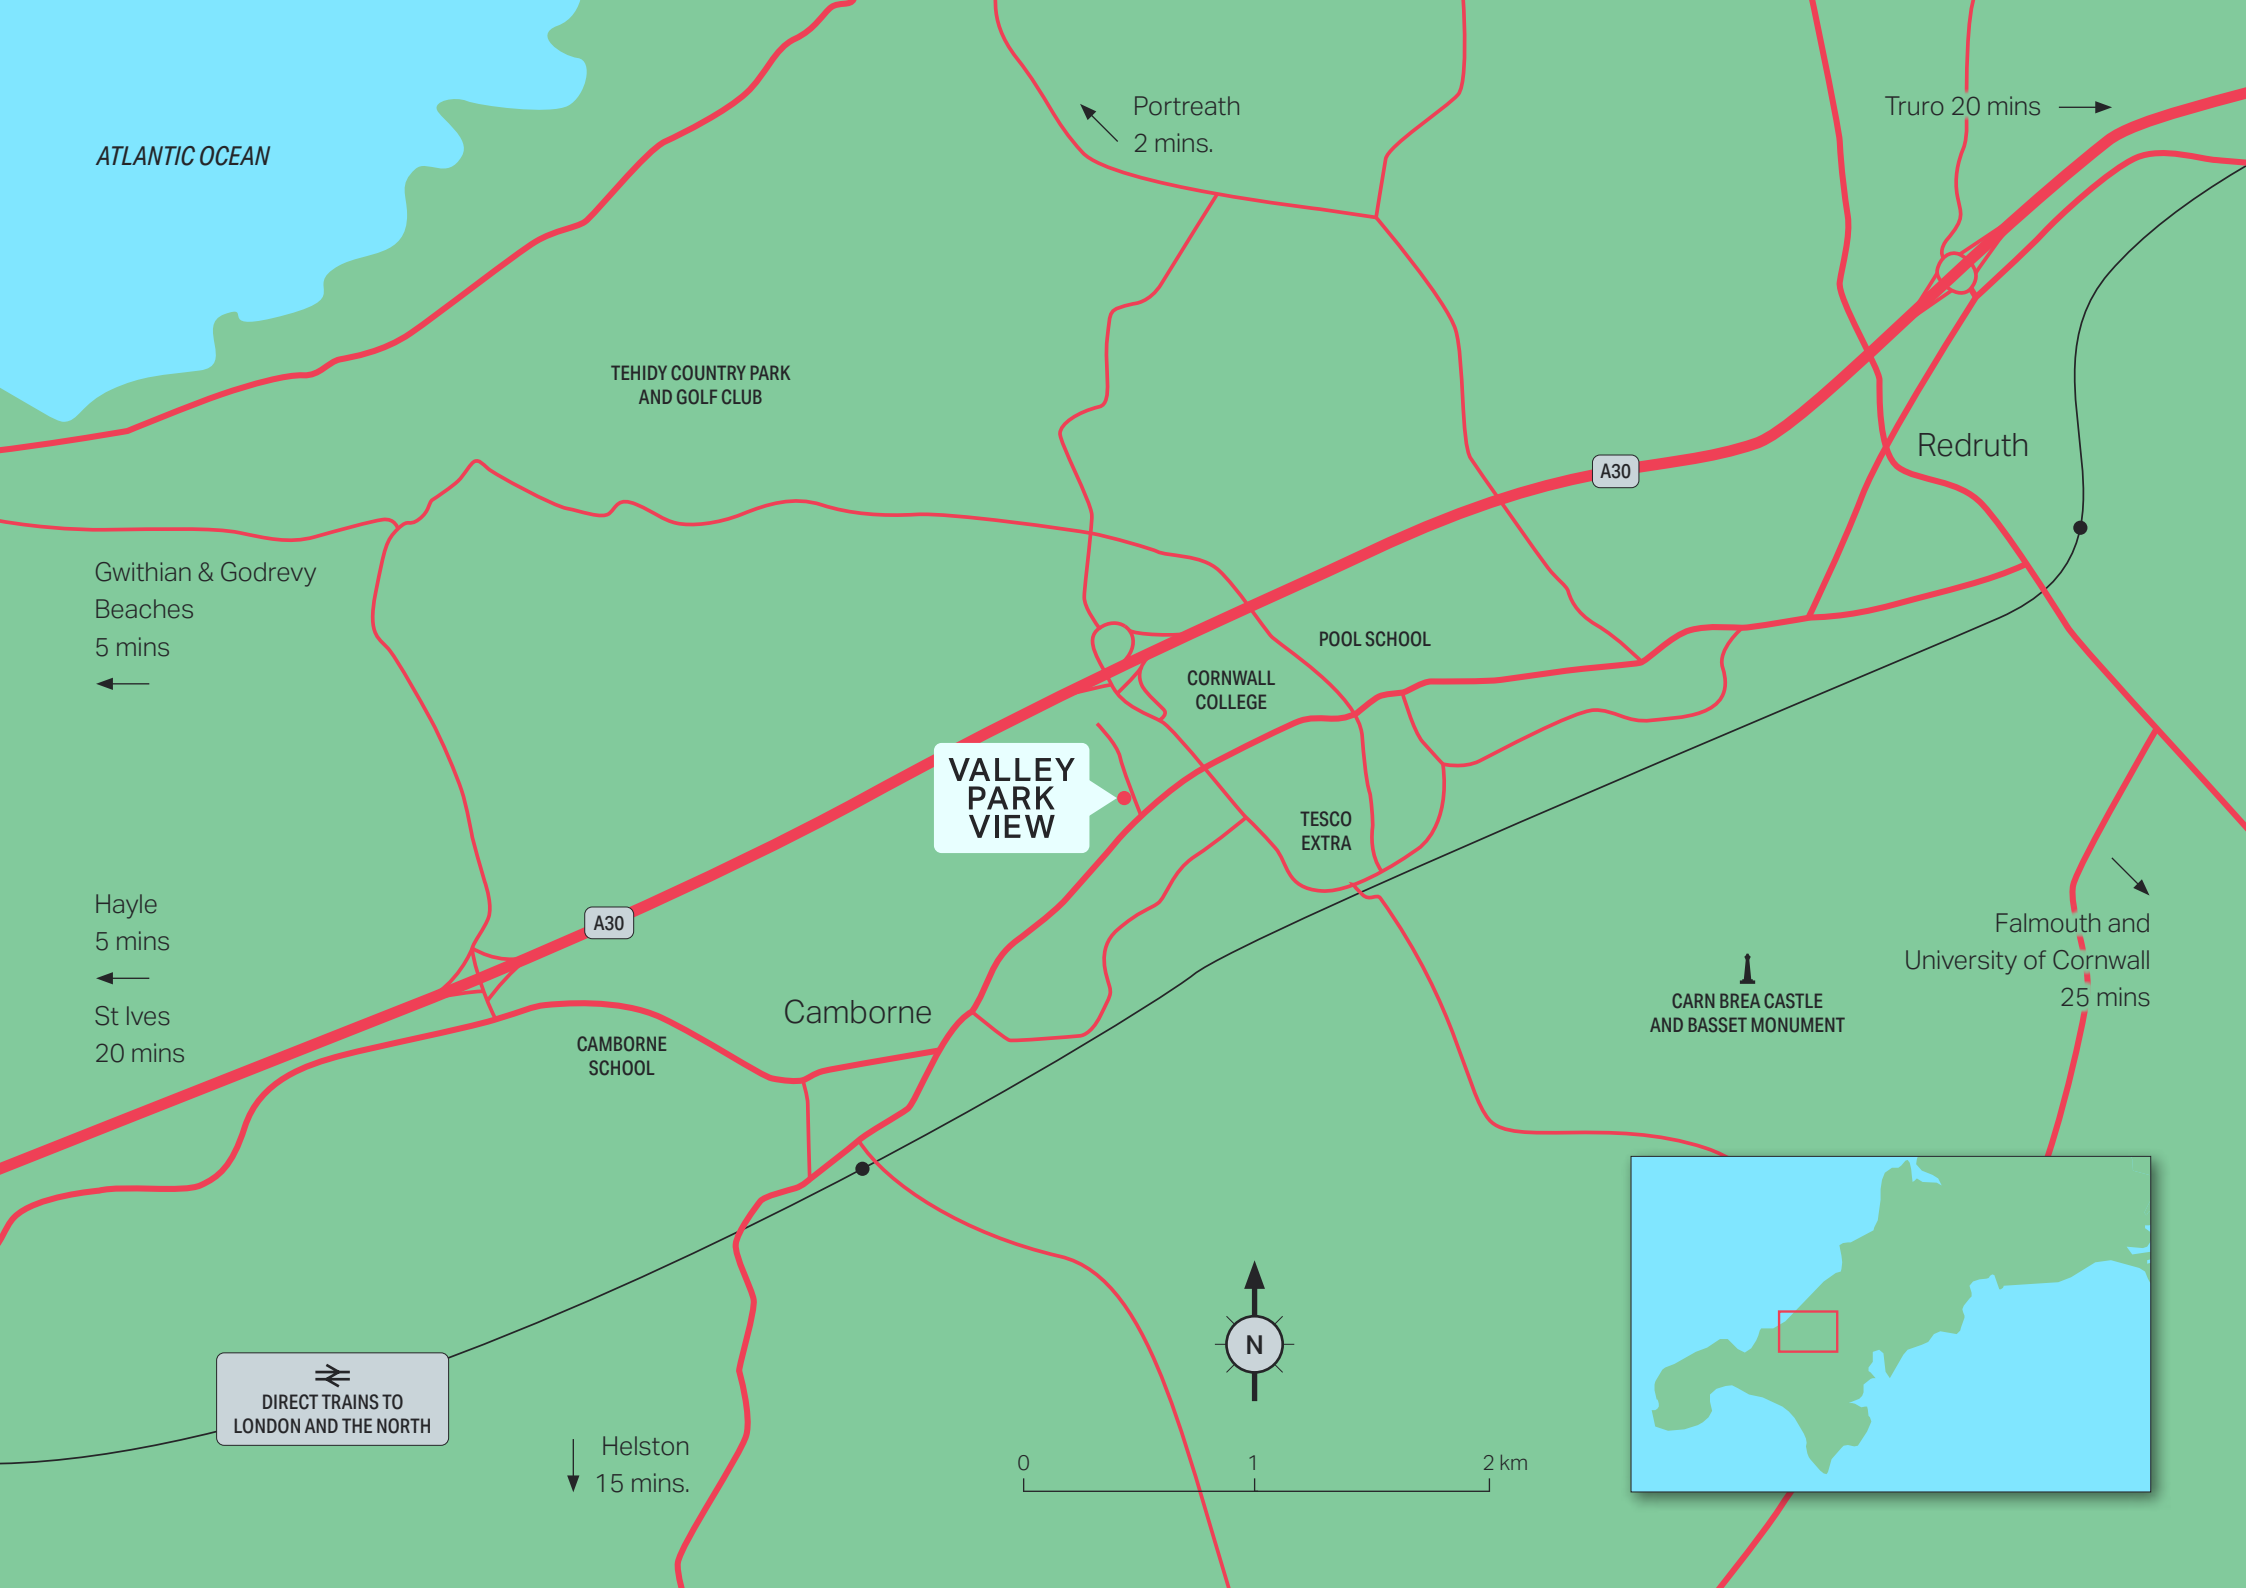 ATLANTIC OCEAN
Portreath
2 mins.
Truro 20 mins
TEHIDY COUNTRY PARK
AND GOLF CLUB
Redruth
A30
Gwithian & Godrevy
Beaches
5 mins
POOL SCHOOL
CORNWALL
COLLEGE
VALLEY
PARK
VIEW
TESCO
EXTRA
Hayle
5 mins
St Ives
20 mins
A30
Camborne
CAMBORNE
SCHOOL
Falmouth and
University of Cornwall
25 mins
CARN BREA CASTLE
AND BASSET MONUMENT
N
DIRECT TRAINS TO
LONDON AND THE NORTH
Helston
15 mins.
0 1 2 km